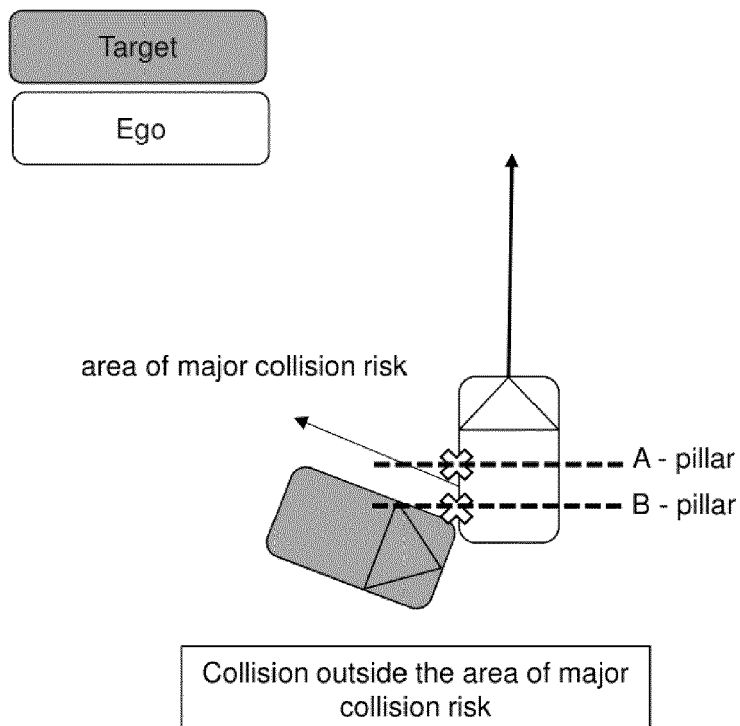 Target
Ego
area of major collision risk
A - pillar
B - pillar
Collision outside the area of major
collision risk